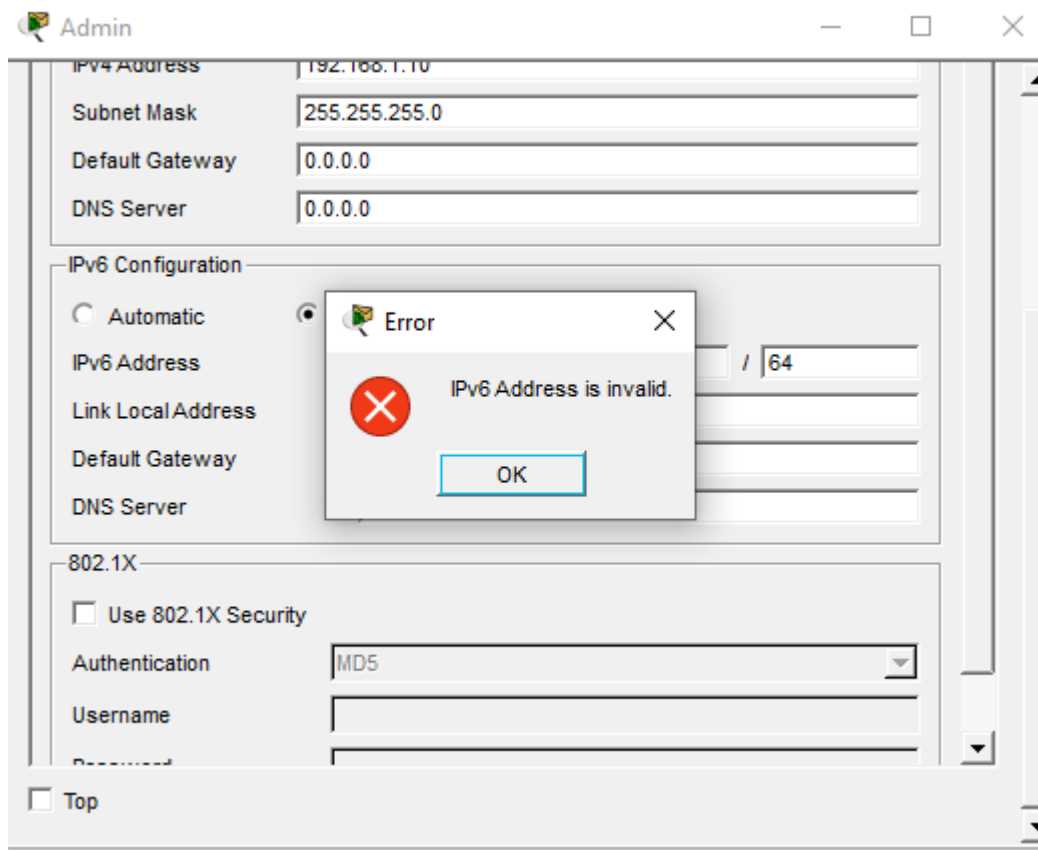 Admin
IPv4 Address 192.168.1.10
Subnet Mask 255.255.255.0
Default Gateway 0.0.0.0
DNS Server 0.0.0.0
IPv6 Configuration
Automatic
Error
IPv6 Address / 64
IPv6 Address is invalid.
Link Local Address
Default Gateway
OK
DNS Server
802.1X
Use 802.1X Security
Authentication MD5
Username
Password
Top